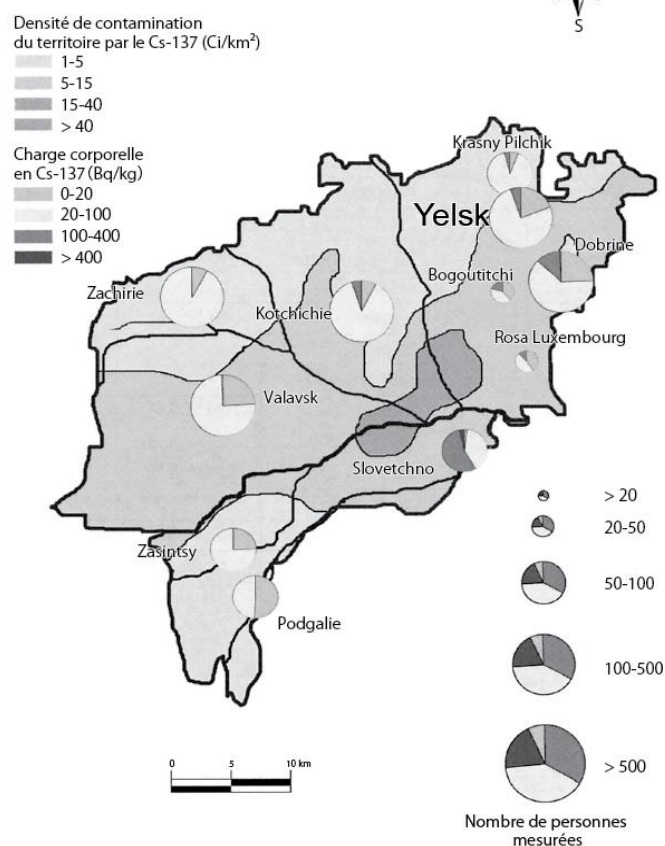 S
Densité de contamination
du territoire par le Cs-137 (Ci/km²)
1-5
5-15
15-40
> 40
Charge corporelle
en Cs-137 (Bq/kg)
0-20
20-100
100-400
> 400
Krasny Pilchik
Yelsk
Dobrine
Bogoutitchi
Zachirie
Kotchichie
Rosa Luxembourg
Valavsk
Slovetchno
Zasintsy
Podgalie
> 20
20-50
50-100
100-500
> 500
Nombre de personnes
mesurées
0 5 10 km